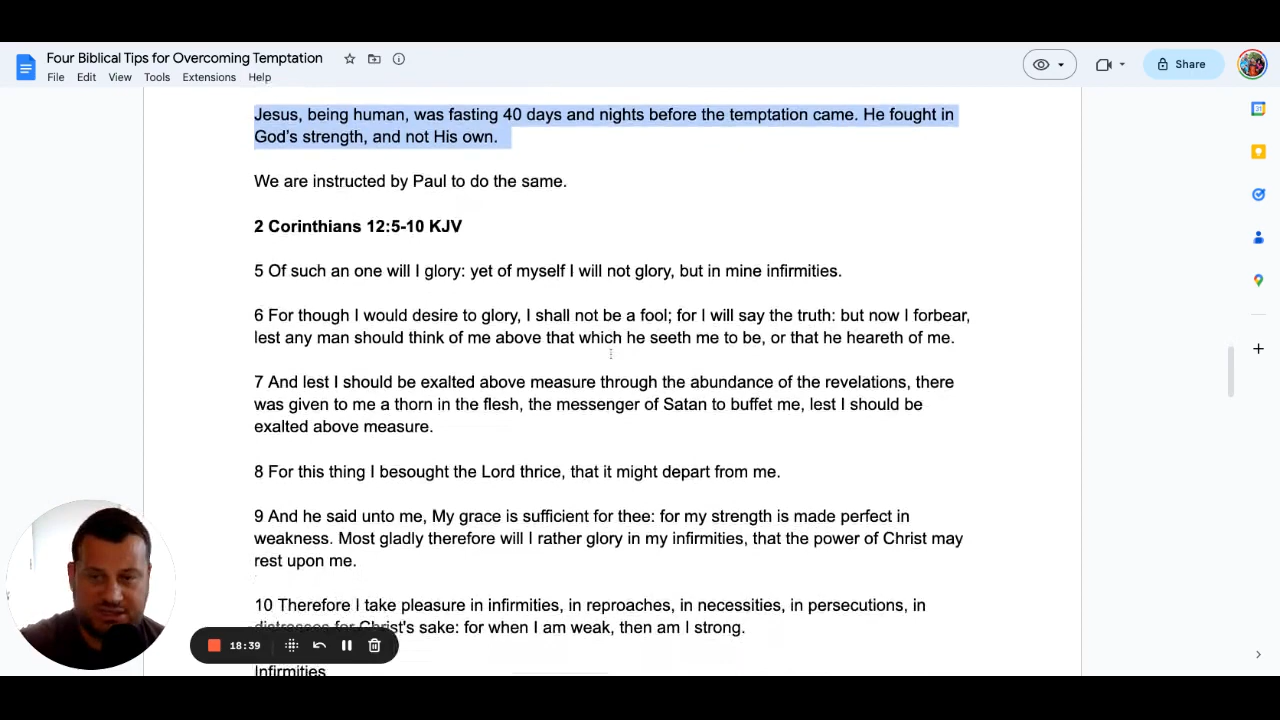 Four Biblical Tips for Overcoming Temptation
File Edit View Tools Extensions Help
Share
Jesus, being human, was fasting 40 days and nights before the temptation came. He fought in
God's strength, and not His own.
We are instructed by Paul to do the same.
2 Corinthians 12:5-10 KJV
5 Of such an one will I glory: yet of myself I will not glory, but in mine infirmities.
6 For though I would desire to glory, I shall not be a fool; for I will say the truth: but now I forbear,
lest any man should think of me above that which he seeth me to be, or that he heareth of me.
7 And lest I should be exalted above measure through the abundance of the revelations, there
was given to me a thorn in the flesh, the messenger of Satan to buffet me, lest I should be
exalted above measure.
8 For this thing I besought the Lord thrice, that it might depart from me.
9 And he said unto me, My grace is sufficient for thee: for my strength is made perfect in
weakness. Most gladly therefore will I rather glory in my infirmities, that the power of Christ may
rest upon me.
10 Therefore I take pleasure in infirmities, in reproaches, in necessities, in persecutions, in
distresses for Christ's sake: for when I am weak, then am I strong.
18:39
Infirmities